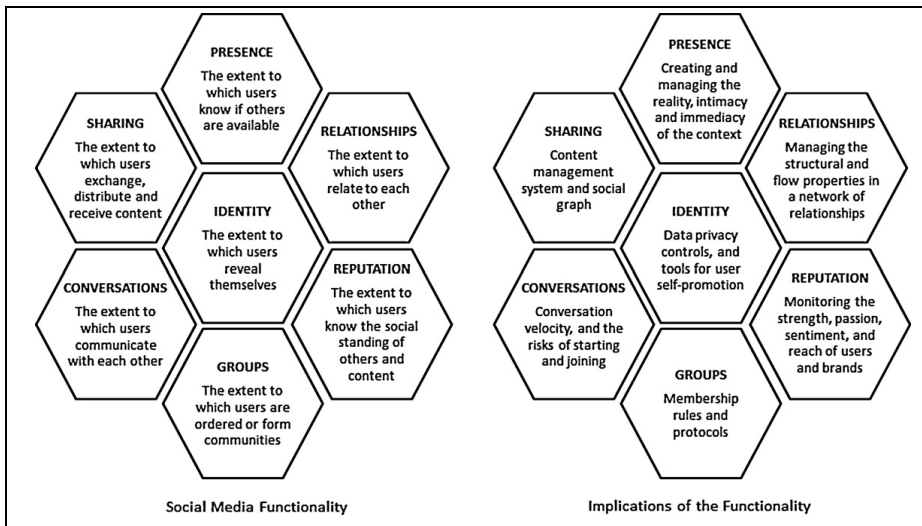 PRESENCE
The extent to
which users
know if others
are available
SHARING
The extent to
which users
exchange,
distribute and
receive content
RELATIONSHIPS
The extent to
which users
relate to each
other
IDENTITY
The extent to
which users
reveal
themselves
CONVERSATIONS
The extent to
which users
communicate
with each other
REPUTATION
The extent to
which users
know the social
standing of
others and
content
GROUPS
The extent to
which users are
ordered or form
communities
Social Media Functionality
PRESENCE
Creating and
managing the
reality, intimacy
and immediacy
of the context
SHARING
Content
management
system and social
graph
RELATIONSHIPS
Managing the
structural and
flow properties in
a network of
relationships
IDENTITY
Data privacy
controls, and
tools for user
self-promotion
CONVERSATIONS
Conversation
velocity, and the
risks of starting
and joining
REPUTATION
Monitoring the
strength, passion,
sentiment, and
reach of users
and brands
GROUPS
Membership
rules and
protocols
Implications of the Functionality